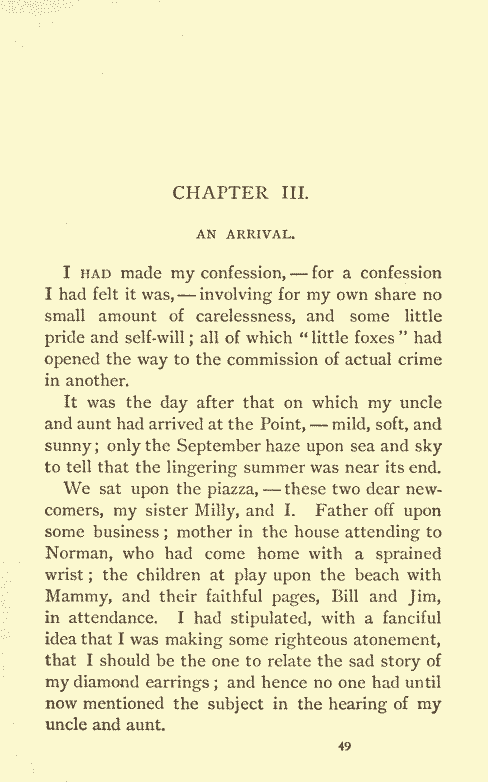 CHAPTER III.
AN ARRIVAL.
I HAD made my confession, — for a confession
I had felt it was, — involving for my own share no
small amount of carelessness, and some little
pride and self-will ; all of which "little foxes" had
opened the way to the commission of actual crime
in another.
It was the day after that on which my uncle
and aunt had arrived at the Point, — mild, soft, and
sunny ; only the September haze upon sea and sky
to tell that the lingering summer was near its end.
We sat upon the piazza, — these two dear new-
comers, my sister Milly, and I. Father off upon
some business ; mother in the house attending to
Norman, who had come home with a sprained
wrist ; the children at play upon the beach with
Mammy, and their faithful pages, Bill and Jim,
in attendance. I had stipulated, with a fanciful
idea that I was making some righteous atonement,
that I should be the one to relate the sad story of
my diamond earrings ; and hence no one had until
now mentioned the subject in the hearing of my
uncle and aunt.
49